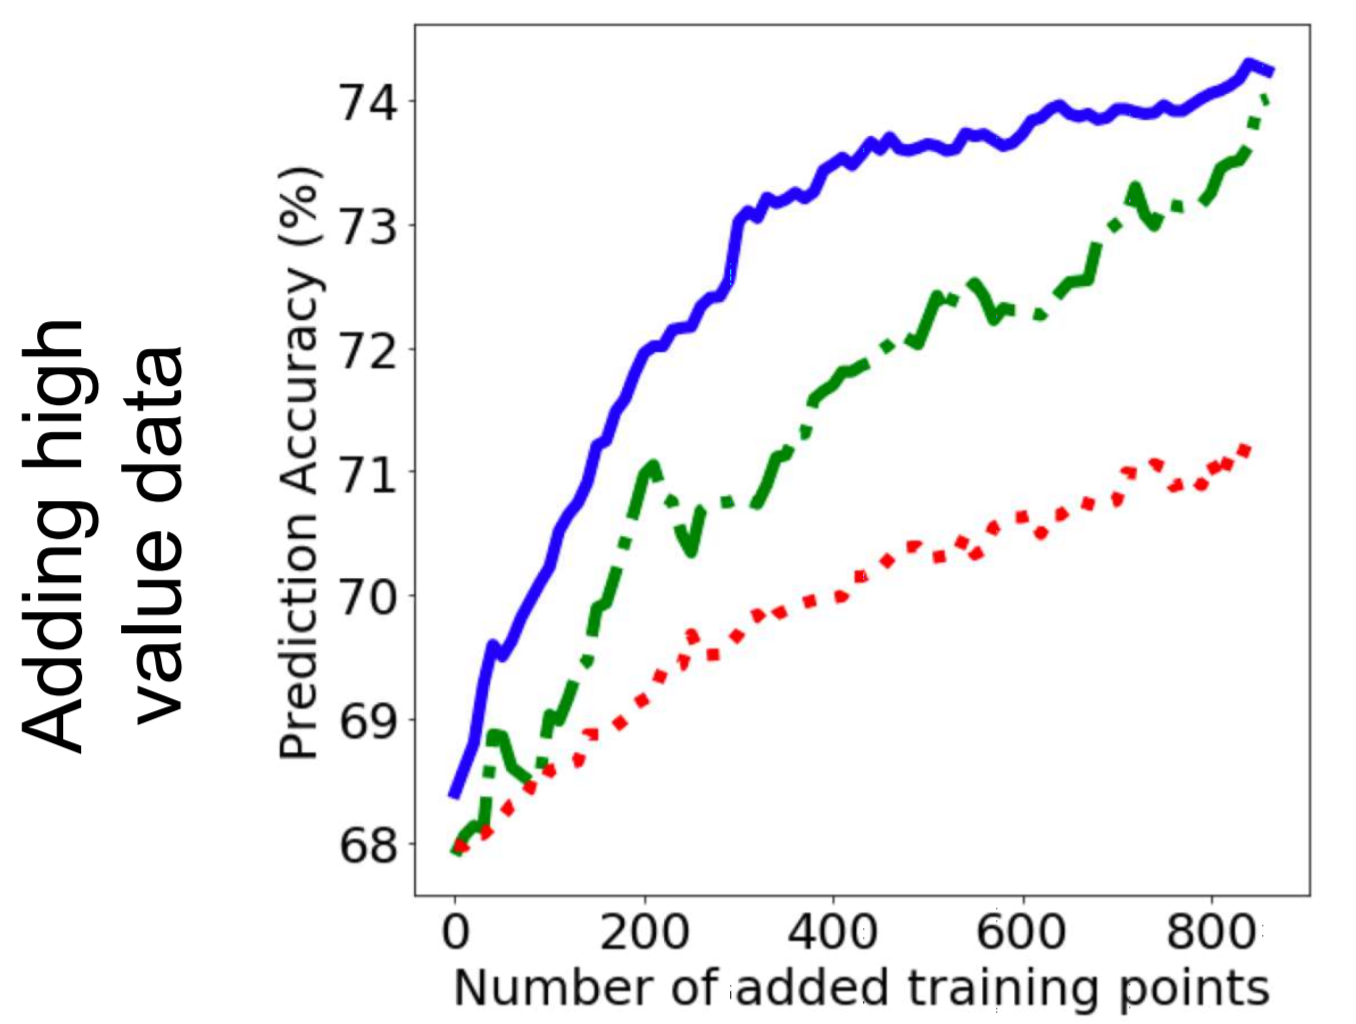 Adding high
value data
Prediction Accuracy (%)
74
73
72
71
70
69
68
0 200 400 600 800
Number of added training points